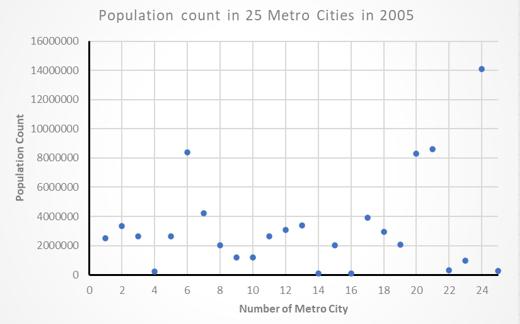 Population count in 25 Metro Cities in 2005
16000000
14000000
12000000
10000000
8000000
6000000
4000000
2000000
0
Population Count
0 2 4 6 8 10 12 14 16 18 20 22 24
Number of Metro City